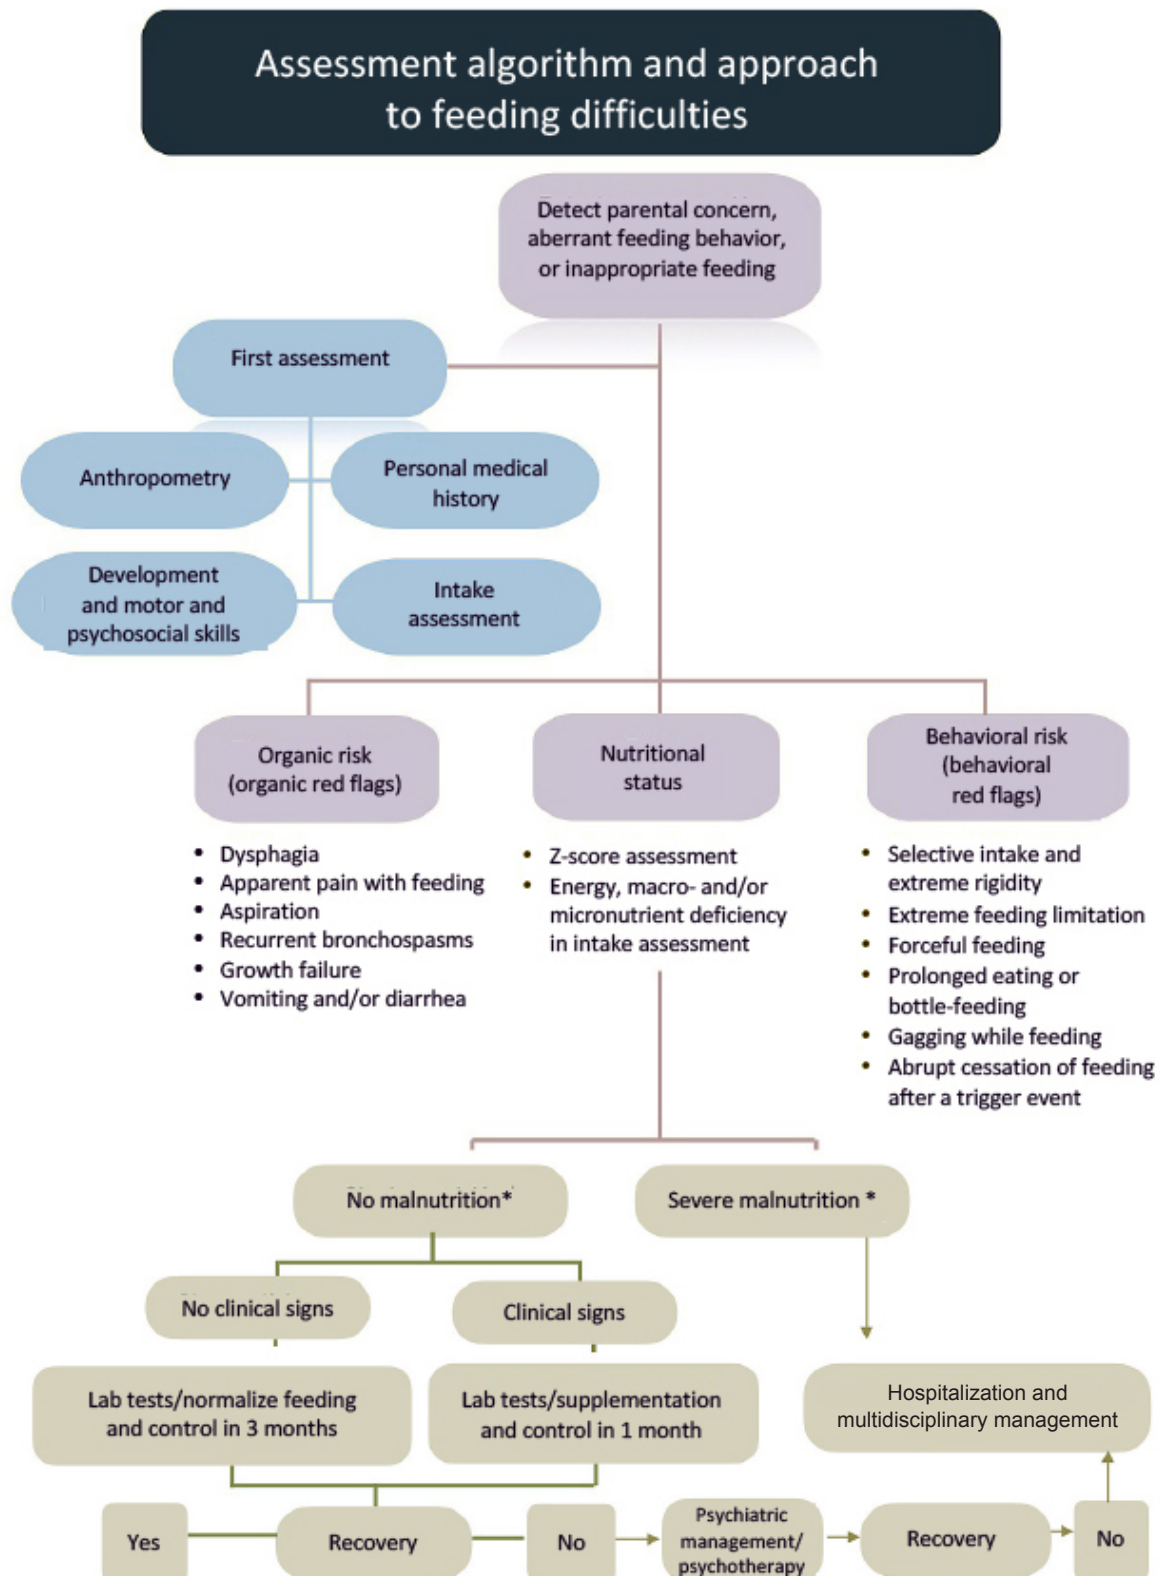 Assessment algorithm and approach
to feeding difficulties
Detect parental concern,
aberrant feeding behavior,
or inappropriate feeding
First assessment
Anthropometry
Personal medical
history
Development
and motor and
psychosocial skills
Intake
assessment
Organic risk
(organic red flags)
• Dysphagia
• Apparent pain with feeding
• Aspiration
• Recurrent bronchospasms
• Growth failure
• Vomiting and/or diarrhea
Nutritional
status
• Z-score assessment
• Energy, macro- and/or
micronutrient deficiency
in intake assessment
Behavioral risk
(behavioral
red flags)
• Selective intake and
extreme rigidity
• Extreme feeding limitation
• Forceful feeding
• Prolonged eating or
bottle-feeding
• Gagging while feeding
• Abrupt cessation of feeding
after a trigger event
No malnutrition*
Severe malnutrition *
No clinical signs
Clinical signs
Lab tests/normalize feeding
and control in 3 months
Lab tests/supplementation
and control in 1 month
Hospitalization and
multidisciplinary management
Yes
Recovery
No
Psychiatric
management/
psychotherapy
Recovery
No